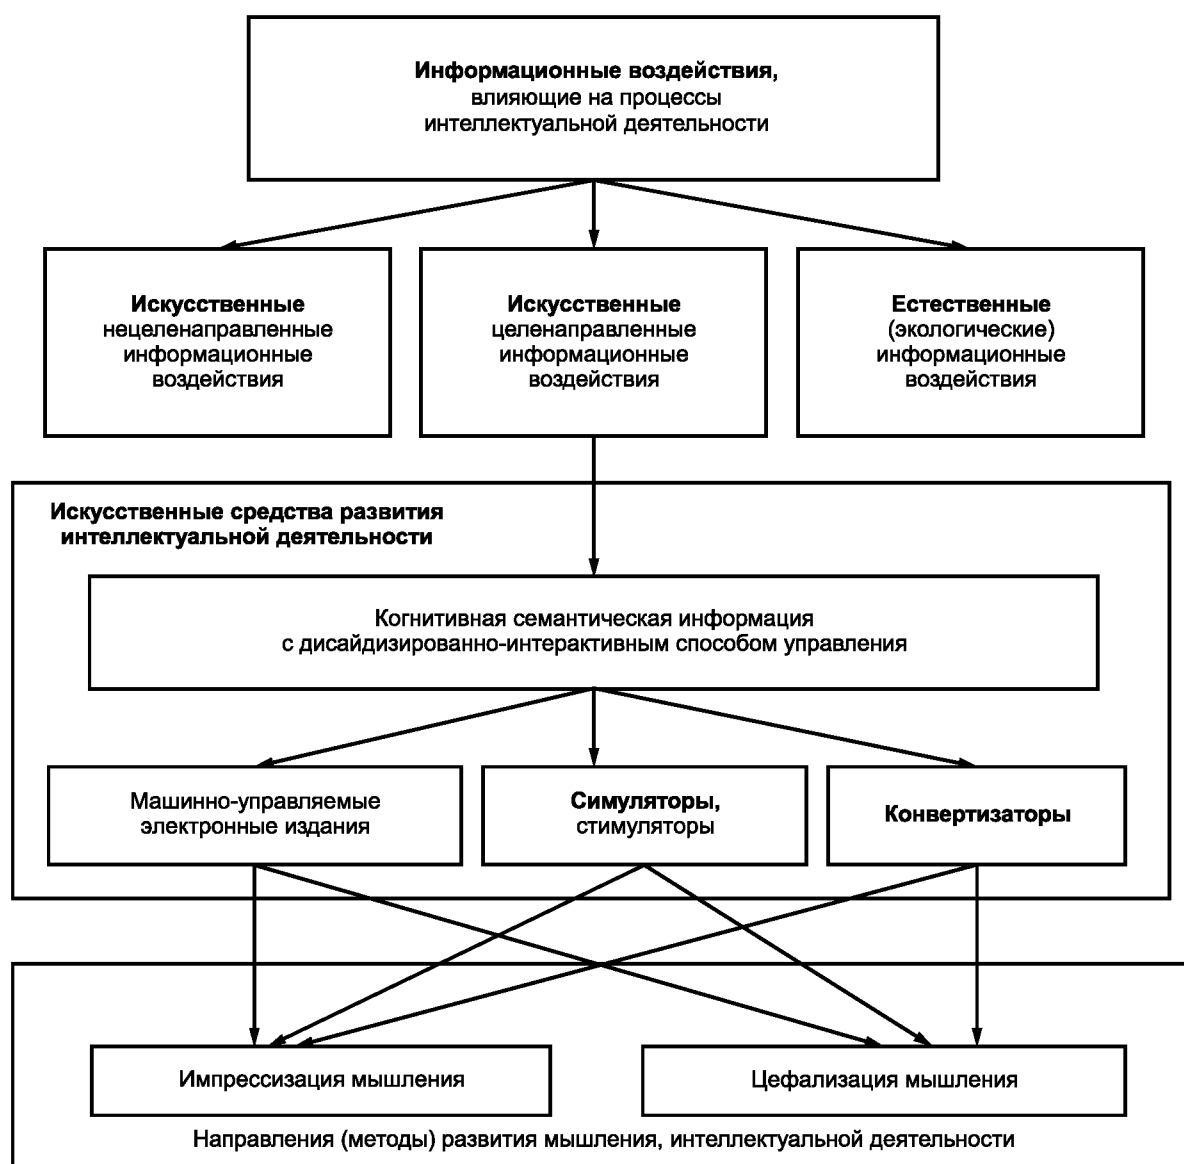 Информационные воздействия,
влияющие на процессы
интеллектуальной деятельности
Искусственные
нецеленаправленные
информационные
воздействия
Искусственные
целенаправленные
информационные
воздействия
Естественные
(экологические)
информационные
воздействия
Искусственные средства развития
интеллектуальной деятельности
Когнитивная семантическая информация
с дисайдизированно-интерактивным способом управления
Машинно-управляемые
электронные издания
Симуляторы,
стимуляторы
Конвертизаторы
Импрессизация мышления
Цефализация мышления
Направления (методы) развития мышления, интеллектуальной деятельности